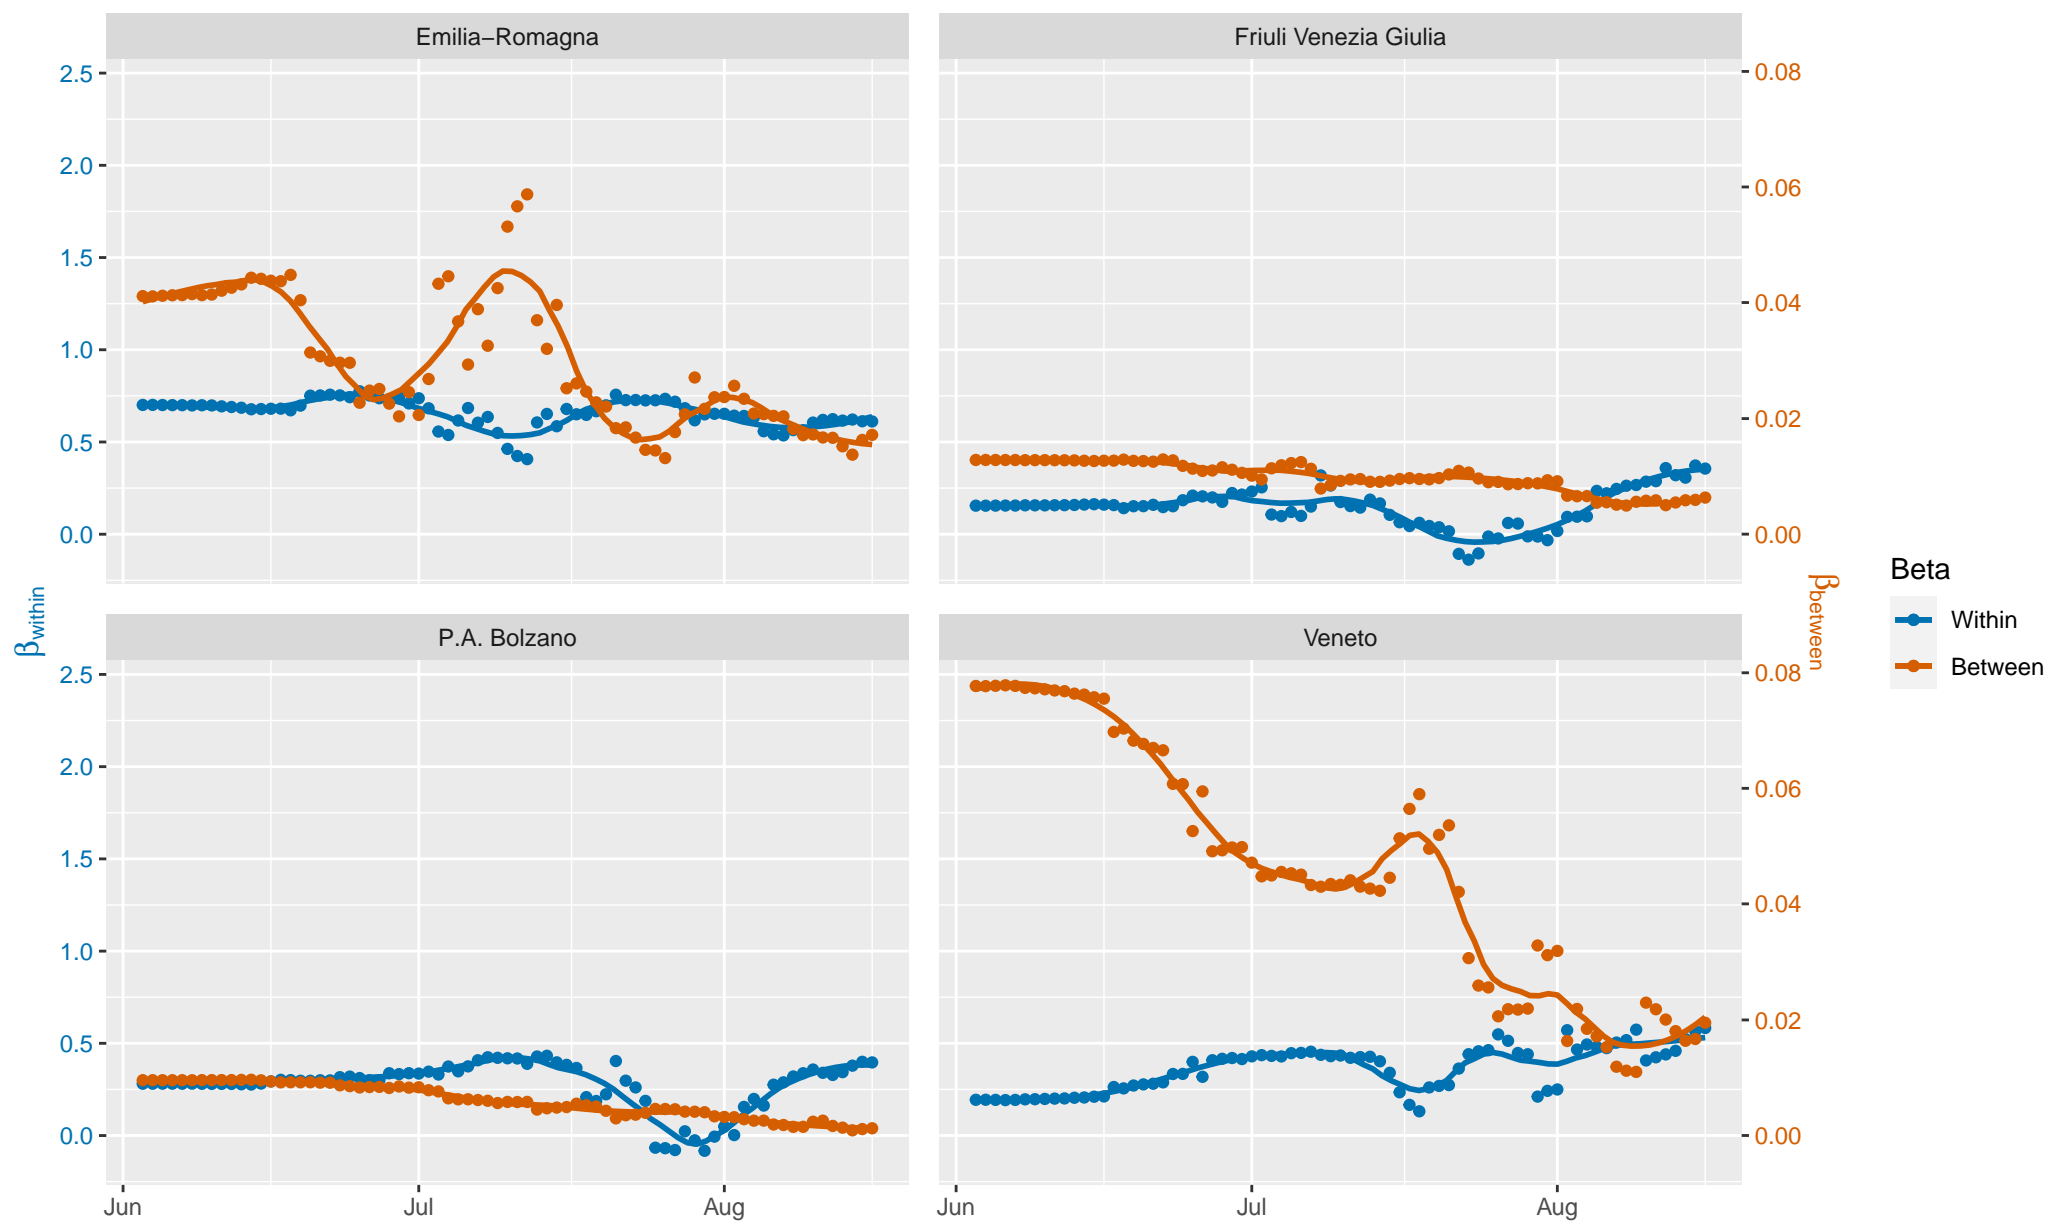 Emilia−Romagna
Friuli Venezia Giulia
2.5
2.0
1.5
1.0
0.5
0.0
0.08
0.06
0.04
0.02
0.00
P.A. Bolzano
Veneto
2.5
2.0
1.5
1.0
0.5
0.0
0.08
0.06
0.04
0.02
0.00
Jun Jul Aug
Jun Jul Aug
βwithin
βbetween
Beta
Within
Between